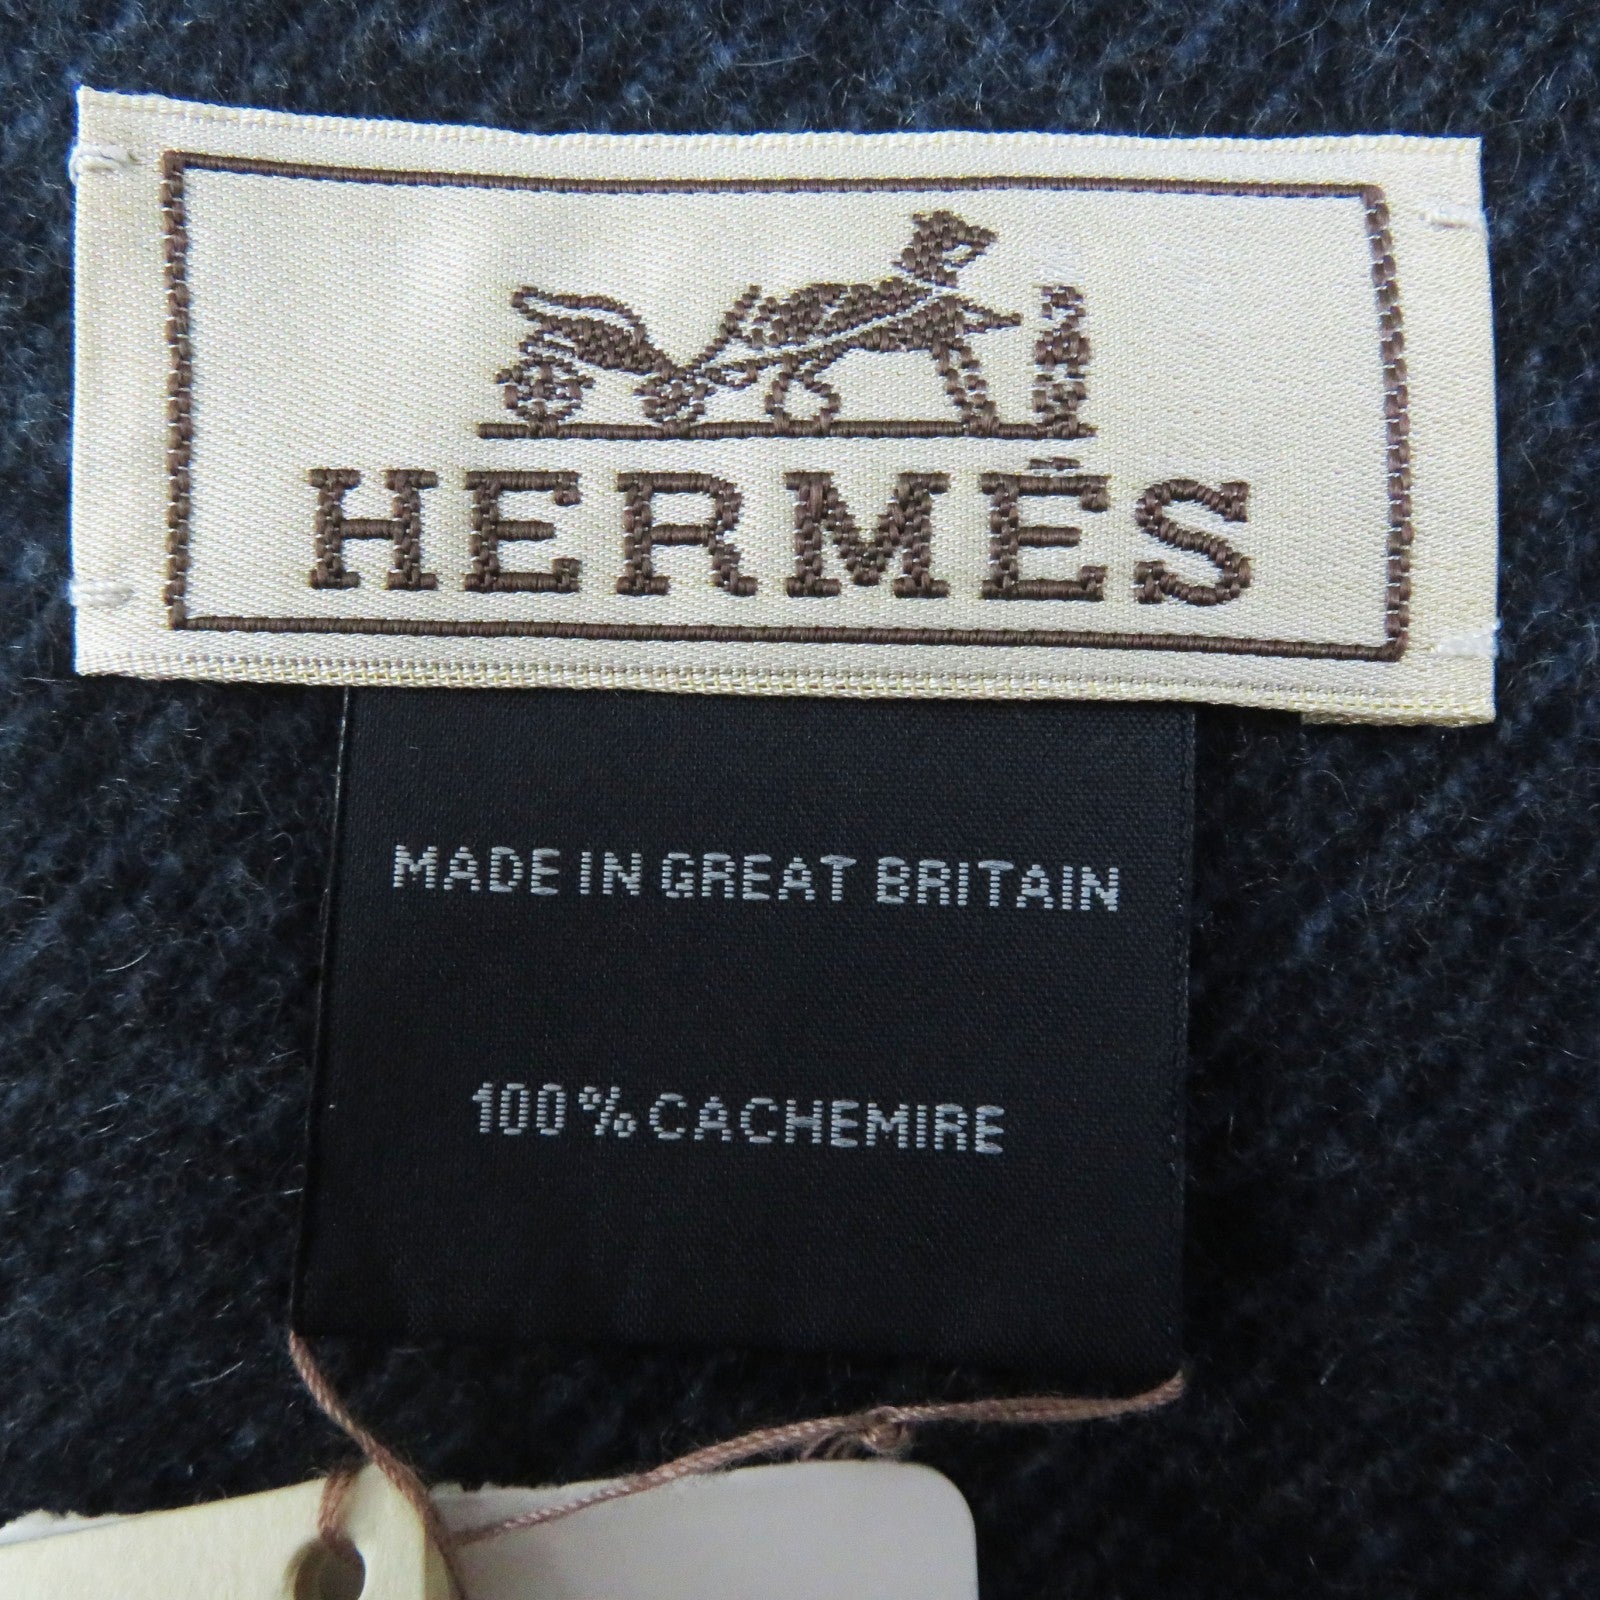 HERMÈS
MADE IN GREAT BRITAIN
100% CACHEMIRE